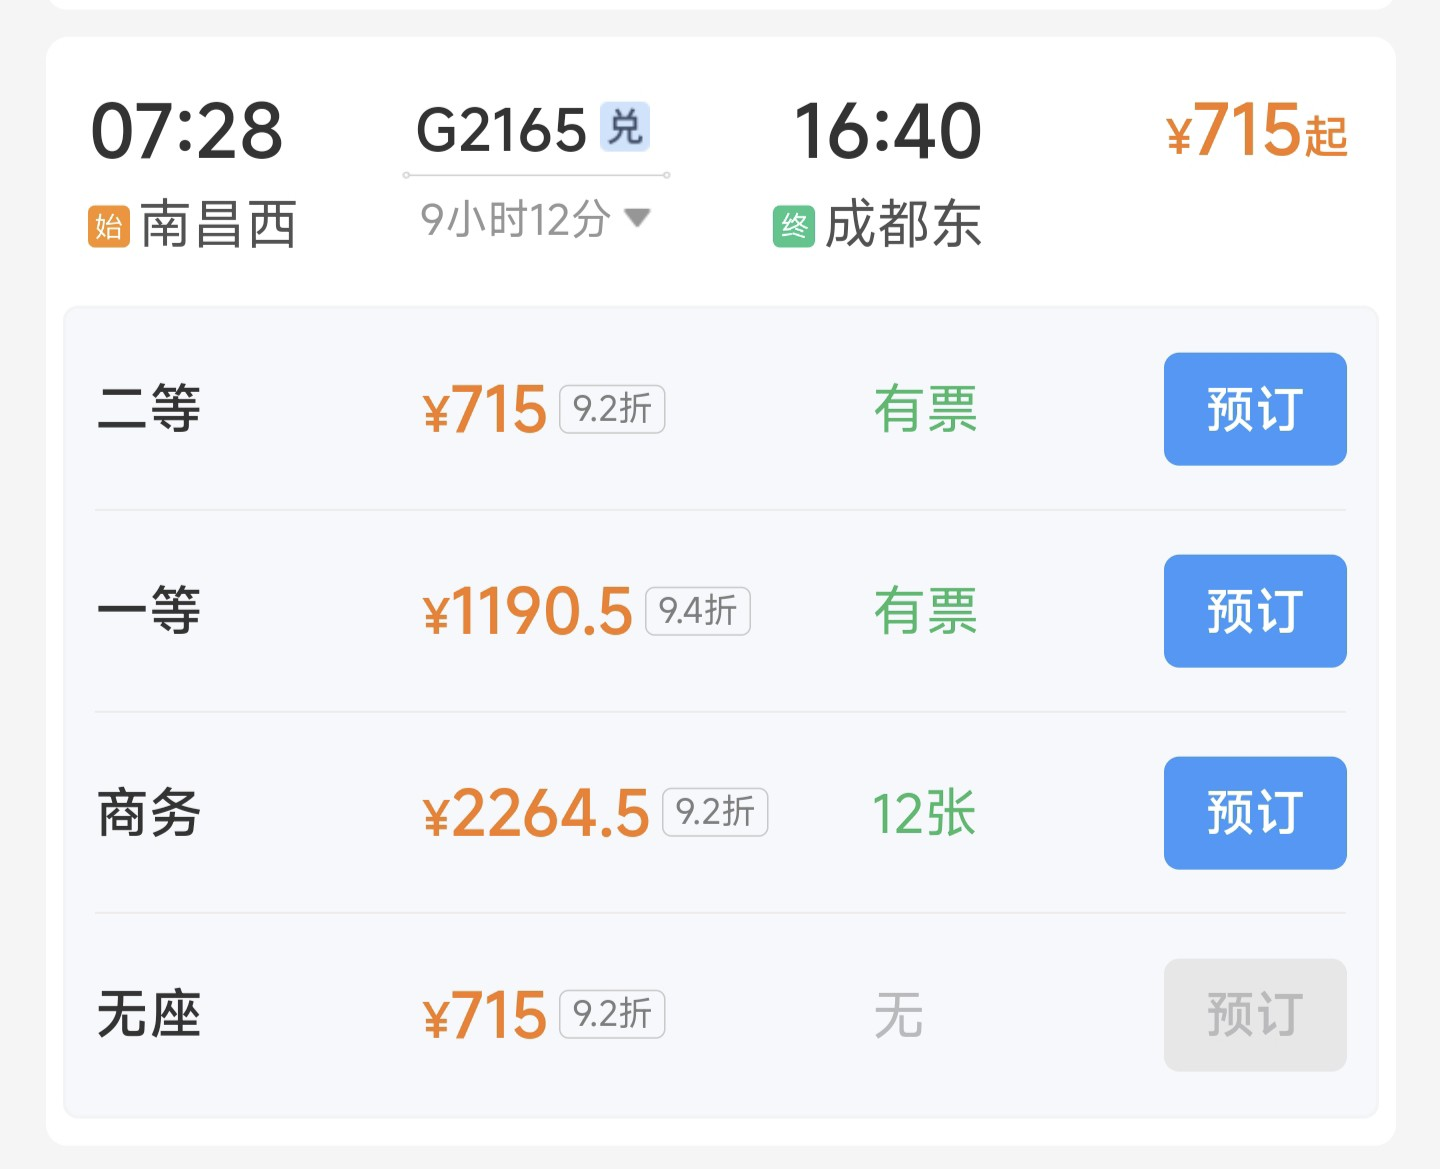 07:28 G2165 兑 16:40 ¥715起
始 南昌西 9小时12分 终 成都东
二等 ¥715 9.2折 有票 预订
一等 ¥1190.5 9.4折 有票 预订
商务 ¥2264.5 9.2折 12张 预订
无座 ¥715 9.2折 无 预订